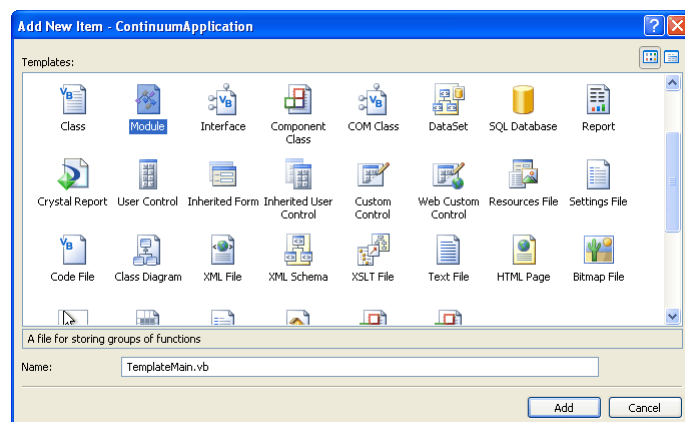 Add New Item - ContinuumApplication
Templates:
Class Module Interface Component Class COM Class DataSet SQL Database Report
Crystal Report User Control Inherited Form Inherited User Control Custom Control Web Custom Control Resources File Settings File
Code File Class Diagram XML File XML Schema XSLT File Text File HTML Page Bitmap File
A file for storing groups of functions
Name: TemplateMain.vb
Add Cancel